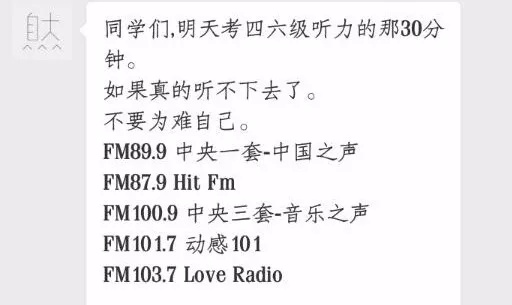 自然
同学们,明天考四六级听力的那30分
钟。
如果真的听不下去了。
不要为难自己。
FM89.9 中央一套-中国之声
FM87.9 Hit Fm
FM100.9 中央三套-音乐之声
FM101.7 动感101
FM103.7 Love Radio